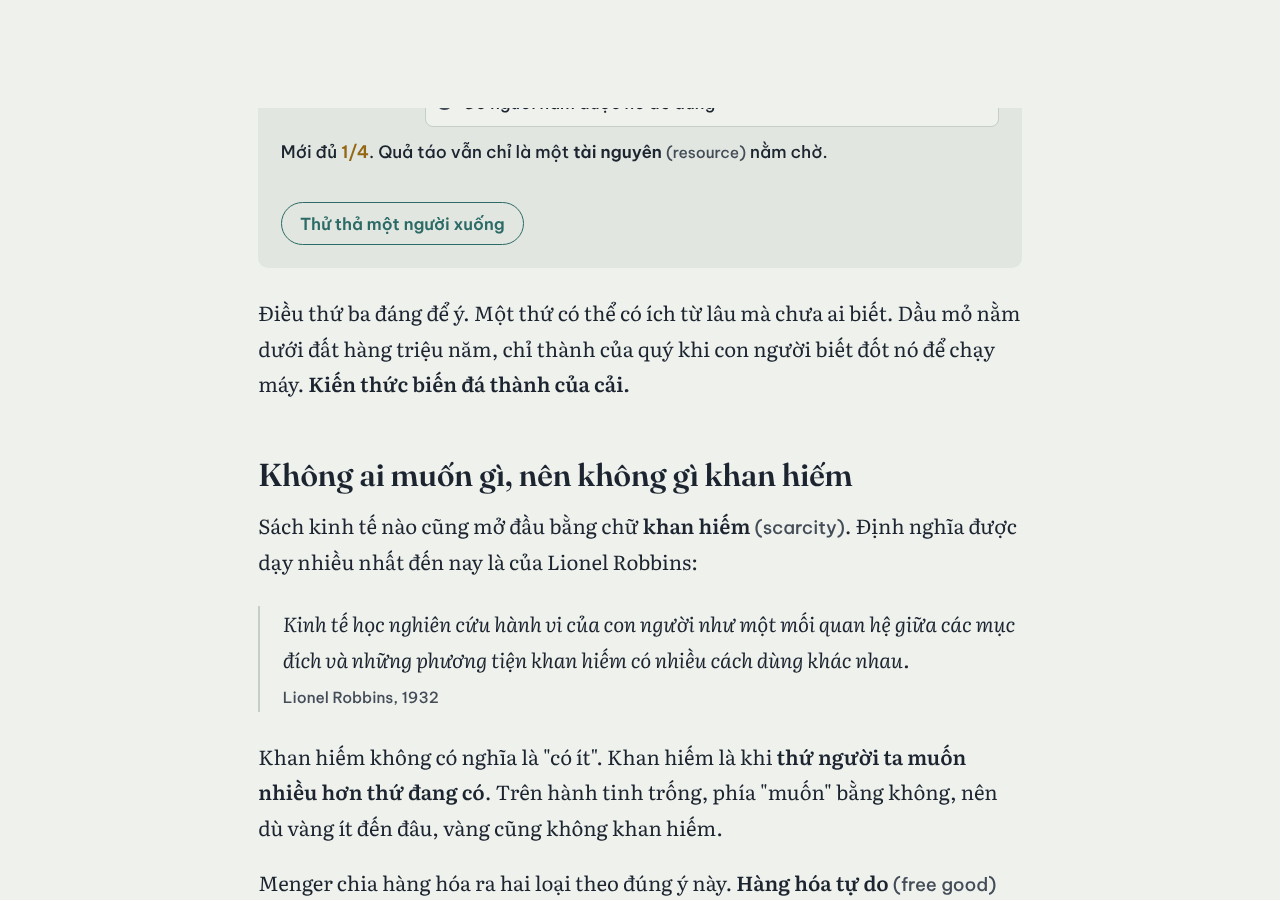 Mới đủ 1/4. Quả táo vẫn chỉ là một tài nguyên (resource) nằm chờ.
Thử thả một người xuống
Điều thứ ba đáng để ý. Một thứ có thể có ích từ lâu mà chưa ai biết. Dầu mỏ nằm
dưới đất hàng triệu năm, chỉ thành của quý khi con người biết đốt nó để chạy
máy. Kiến thức biến đá thành của cải.
Không ai muốn gì, nên không gì khan hiếm
Sách kinh tế nào cũng mở đầu bằng chữ khan hiếm (scarcity). Định nghĩa được
dạy nhiều nhất đến nay là của Lionel Robbins:
Kinh tế học nghiên cứu hành vi của con người như một mối quan hệ giữa các mục
đích và những phương tiện khan hiếm có nhiều cách dùng khác nhau.
Lionel Robbins, 1932
Khan hiếm không có nghĩa là "có ít". Khan hiếm là khi thứ người ta muốn
nhiều hơn thứ đang có. Trên hành tinh trống, phía "muốn" bằng không, nên
dù vàng ít đến đâu, vàng cũng không khan hiếm.
Menger chia hàng hóa ra hai loại theo đúng ý này. Hàng hóa tự do (free good)